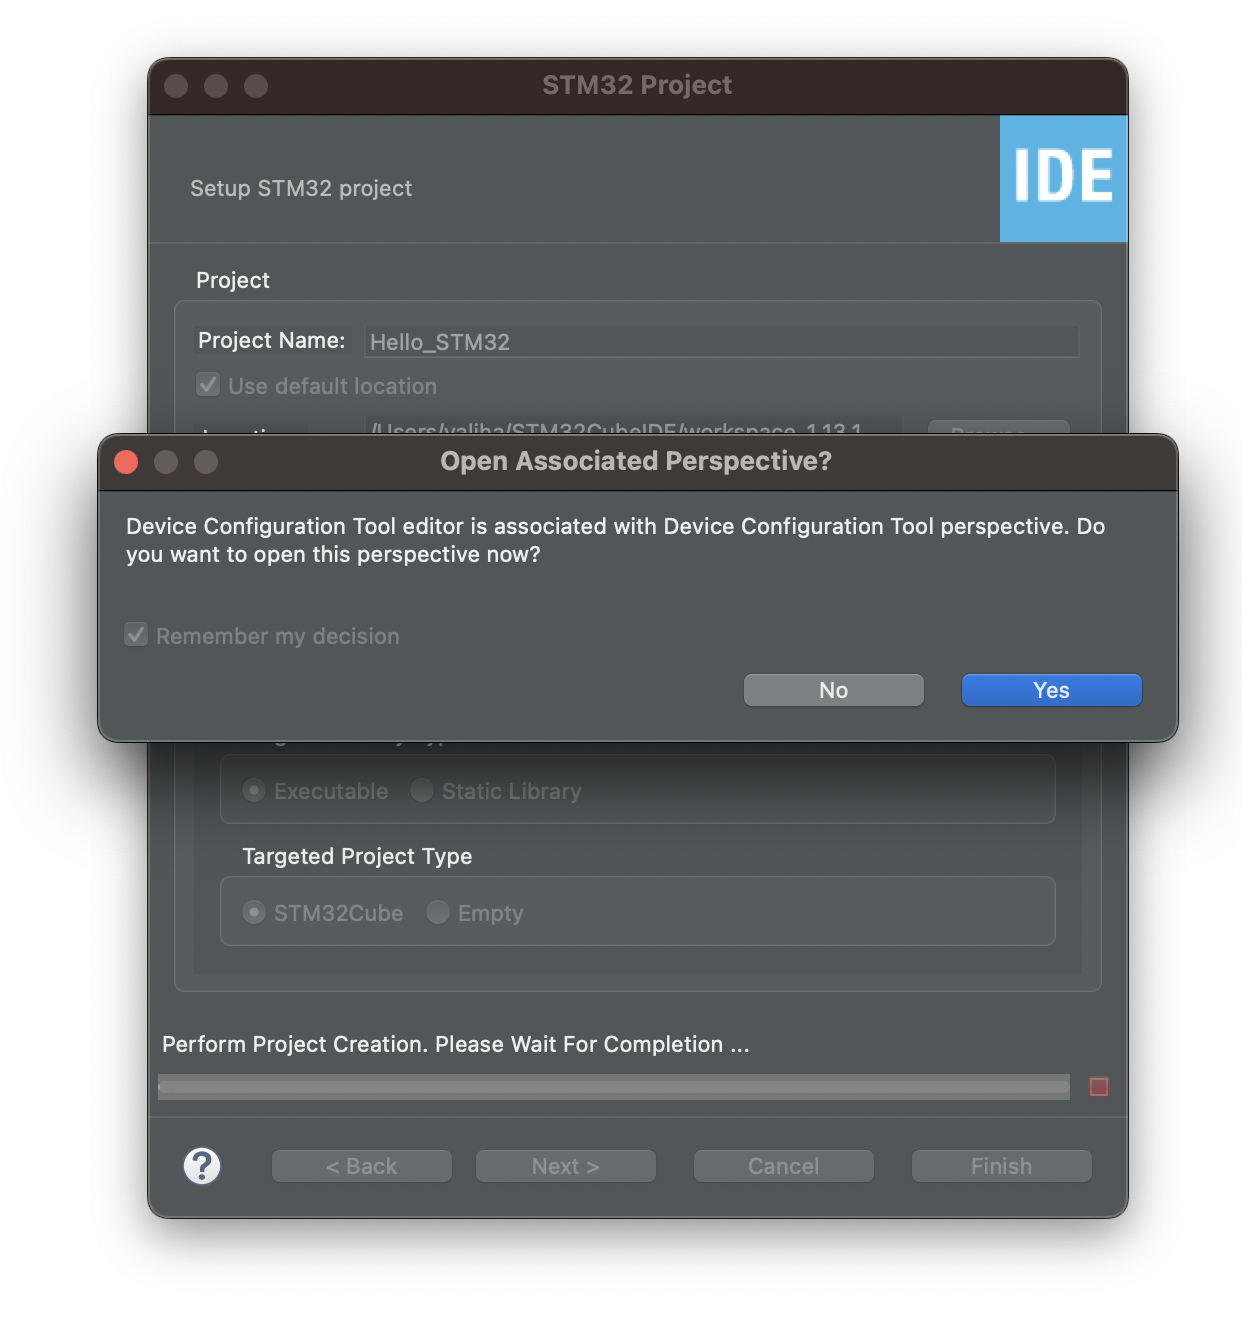 STM32 Project
Setup STM32 project
IDE
Project
Project Name:
Hello_STM32
Use default location
/Users/valiha/STM32CubeIDE/workspace_1.13.1
Open Associated Perspective?
Device Configuration Tool editor is associated with Device Configuration Tool perspective. Do
you want to open this perspective now?
Remember my decision
No
Yes
Executable
Static Library
Targeted Project Type
STM32Cube
Empty
Perform Project Creation. Please Wait For Completion ...
?
< Back
Next >
Cancel
Finish